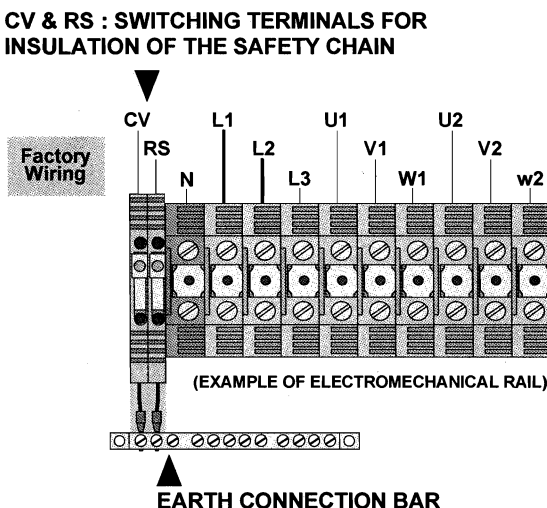 CV & RS : SWITCHING TERMINALS FOR
INSULATION OF THE SAFETY CHAIN
CV L1 U1 U2
Factory
Wiring
RS L2 V1 V2
N L3 W1 w2
(EXAMPLE OF ELECTROMECHANICAL RAIL)
EARTH CONNECTION BAR